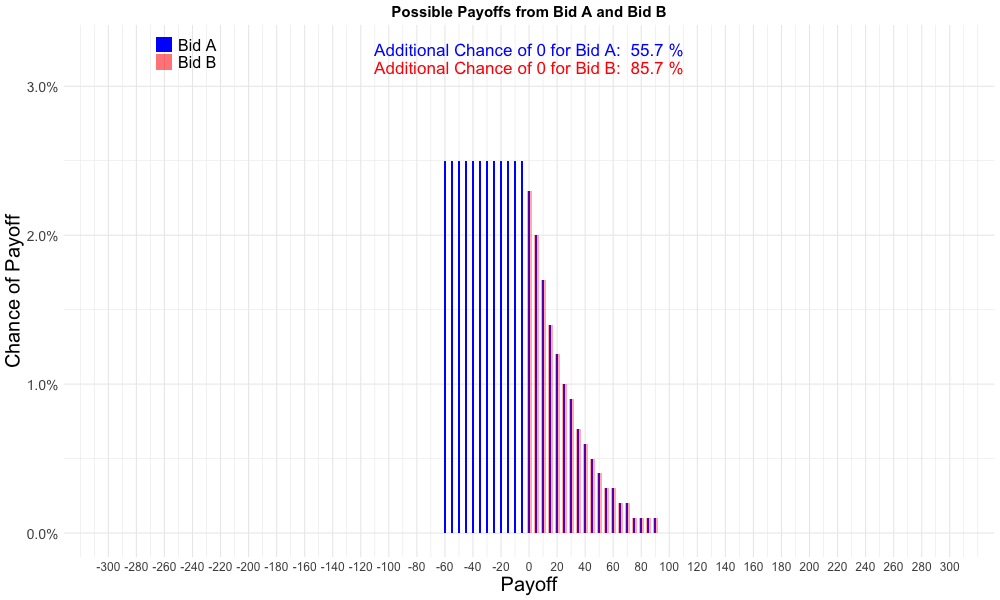 Possible Payoffs from Bid A and Bid B
Bid A
Bid B
Additional Chance of 0 for Bid A: 55.7 %
Additional Chance of 0 for Bid B: 85.7 %
Chance of Payoff
3.0%
2.0%
1.0%
0.0%
-300 -280 -260 -240 -220 -200 -180 -160 -140 -120 -100 -80 -60 -40 -20 0 20 40 60 80 100 120 140 160 180 200 220 240 260 280 300
Payoff